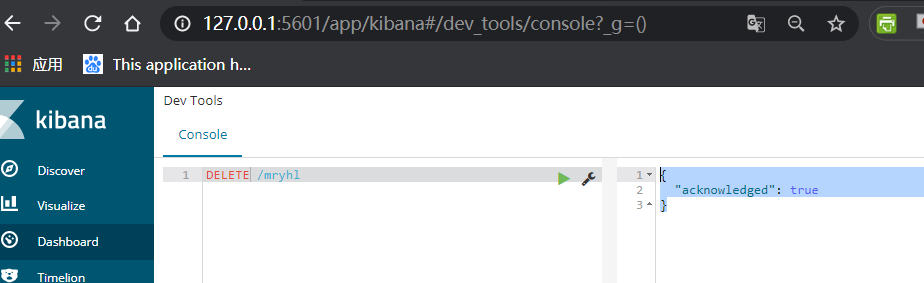 127.0.0.1:5601/app/kibana#/dev_tools/console?_g=()
应用 This application h...
kibana
Discover
Visualize
Dashboard
Timelion
Dev Tools
Console
1 DELETE /mryhl
1 {
2 "acknowledged": true
3 }